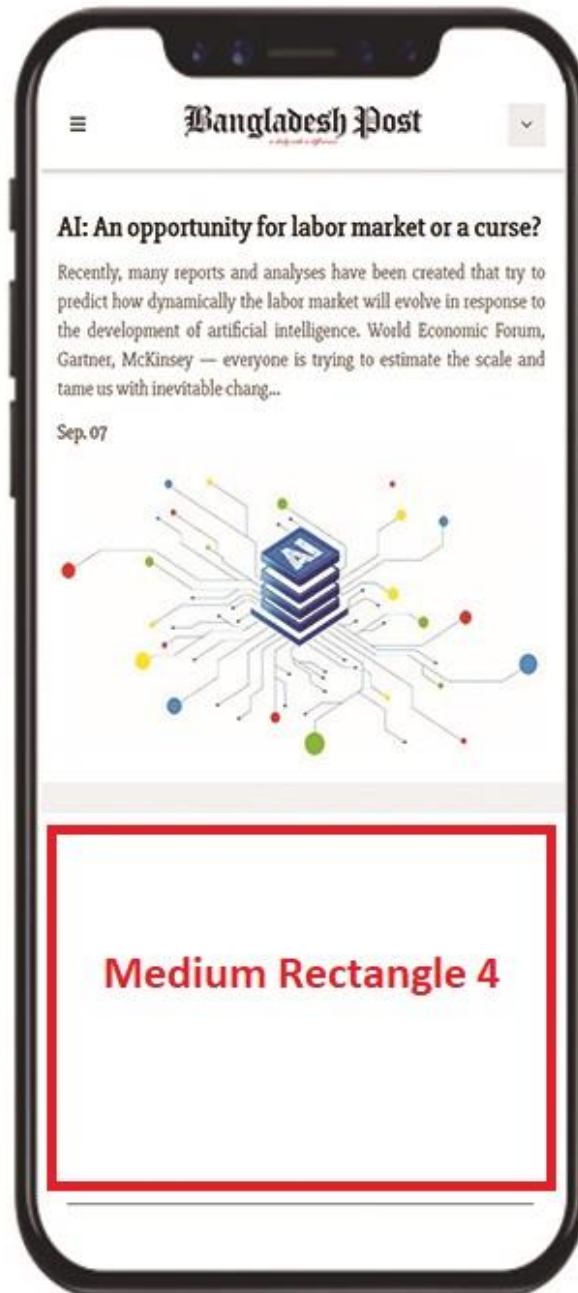 Bangladesh Post
AI: An opportunity for labor market or a curse?
Recently, many reports and analyses have been created that try to
predict how dynamically the labor market will evolve in response to
the development of artificial intelligence. World Economic Forum,
Gartner, McKinsey — everyone is trying to estimate the scale and
tame us with inevitable chang...
Sep. 07
AI
Medium Rectangle 4